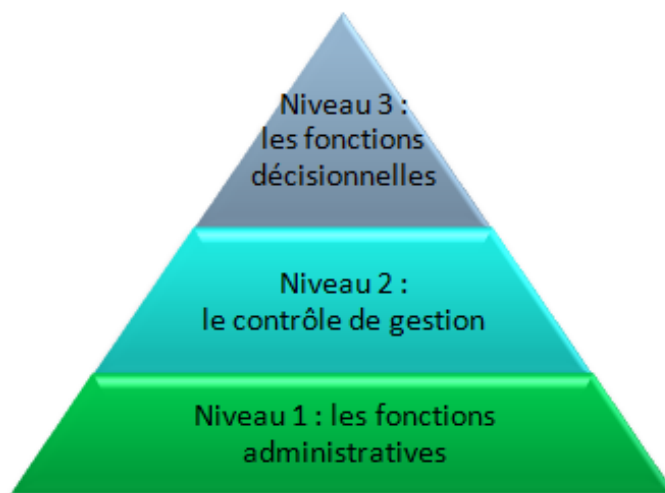 Niveau 3 :
les fonctions
décisionnelles
Niveau 2 :
le contrôle de gestion
Niveau 1 : les fonctions
administratives